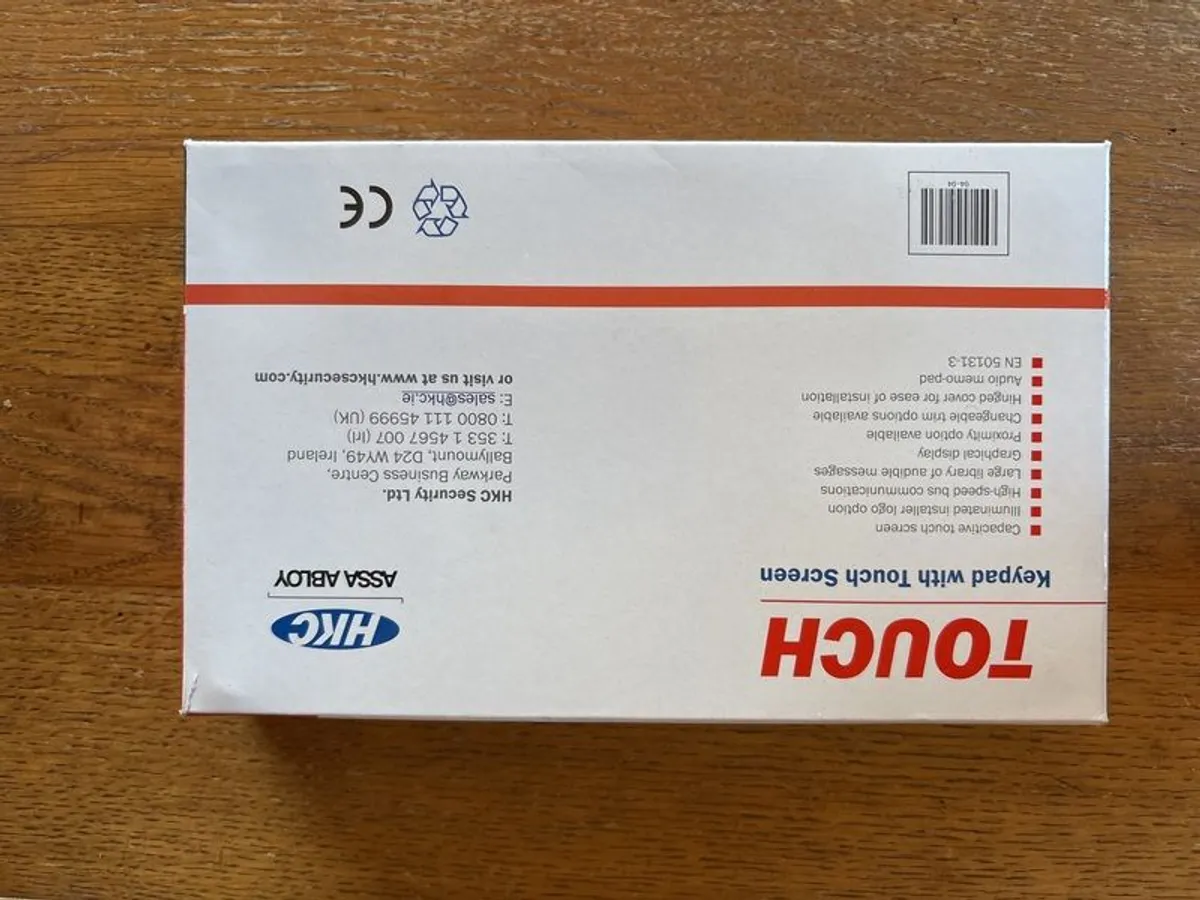 TOUCH
Keypad with Touch Screen
Capacitive touch screen
Illuminated installer logo option
High-speed bus communications
Large library of audible messages
Graphical display
Proximity option available
Changeable trim options available
Hinged cover for ease of installation
Audio memo-pad
EN 50131-3
HKC
ASSA ABLOY
HKC Security Ltd.
Parkway Business Centre,
Ballymount, D24 WY49, Ireland
T: 353 1 4567 007 (Irl)
T: 0800 111 45999 (UK)
E: sales@hkc.ie
or visit us at www.hkcsecurity.com
04-04
CE